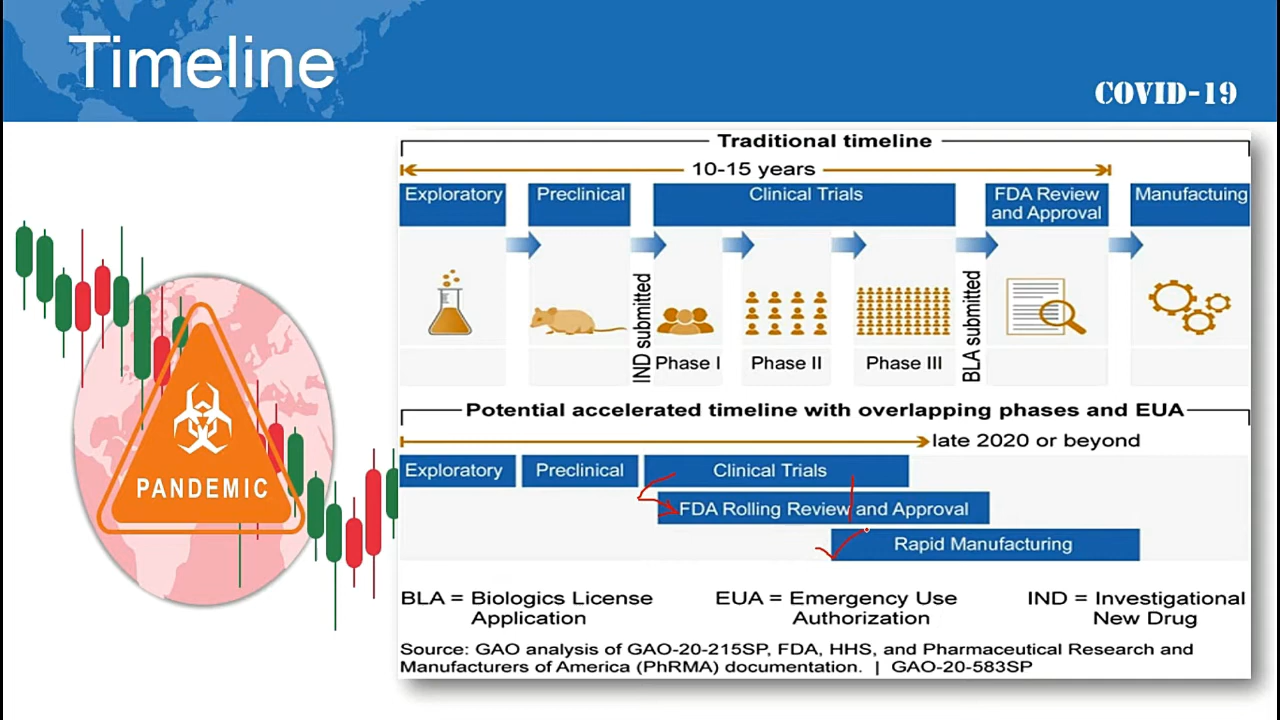 Timeline
COVID-19
PANDEMIC
Traditional timeline
10-15 years
Exploratory
Preclinical
Clinical Trials
FDA Review
and Approval
Manufactuing
IND submitted
BLA submitted
Phase I
Phase II
Phase III
Potential accelerated timeline with overlapping phases and EUA
late 2020 or beyond
Exploratory
Preclinical
Clinical Trials
FDA Rolling Review and Approval
Rapid Manufacturing
BLA = Biologics License
Application
EUA = Emergency Use
Authorization
IND = Investigational
New Drug
Source: GAO analysis of GAO-20-215SP, FDA, HHS, and Pharmaceutical Research and
Manufacturers of America (PhRMA) documentation. | GAO-20-583SP